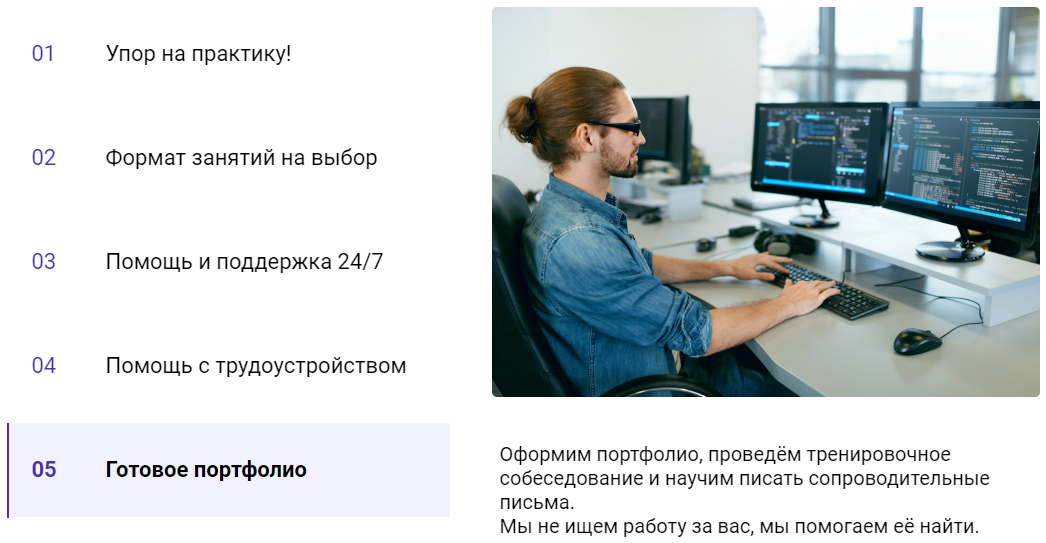 01 Упор на практику!
02 Формат занятий на выбор
03 Помощь и поддержка 24/7
04 Помощь с трудоустройством
05 Готовое портфолио
Оформим портфолио, проведём тренировочное
собеседование и научим писать сопроводительные
письма.
Мы не ищем работу за вас, мы помогаем её найти.